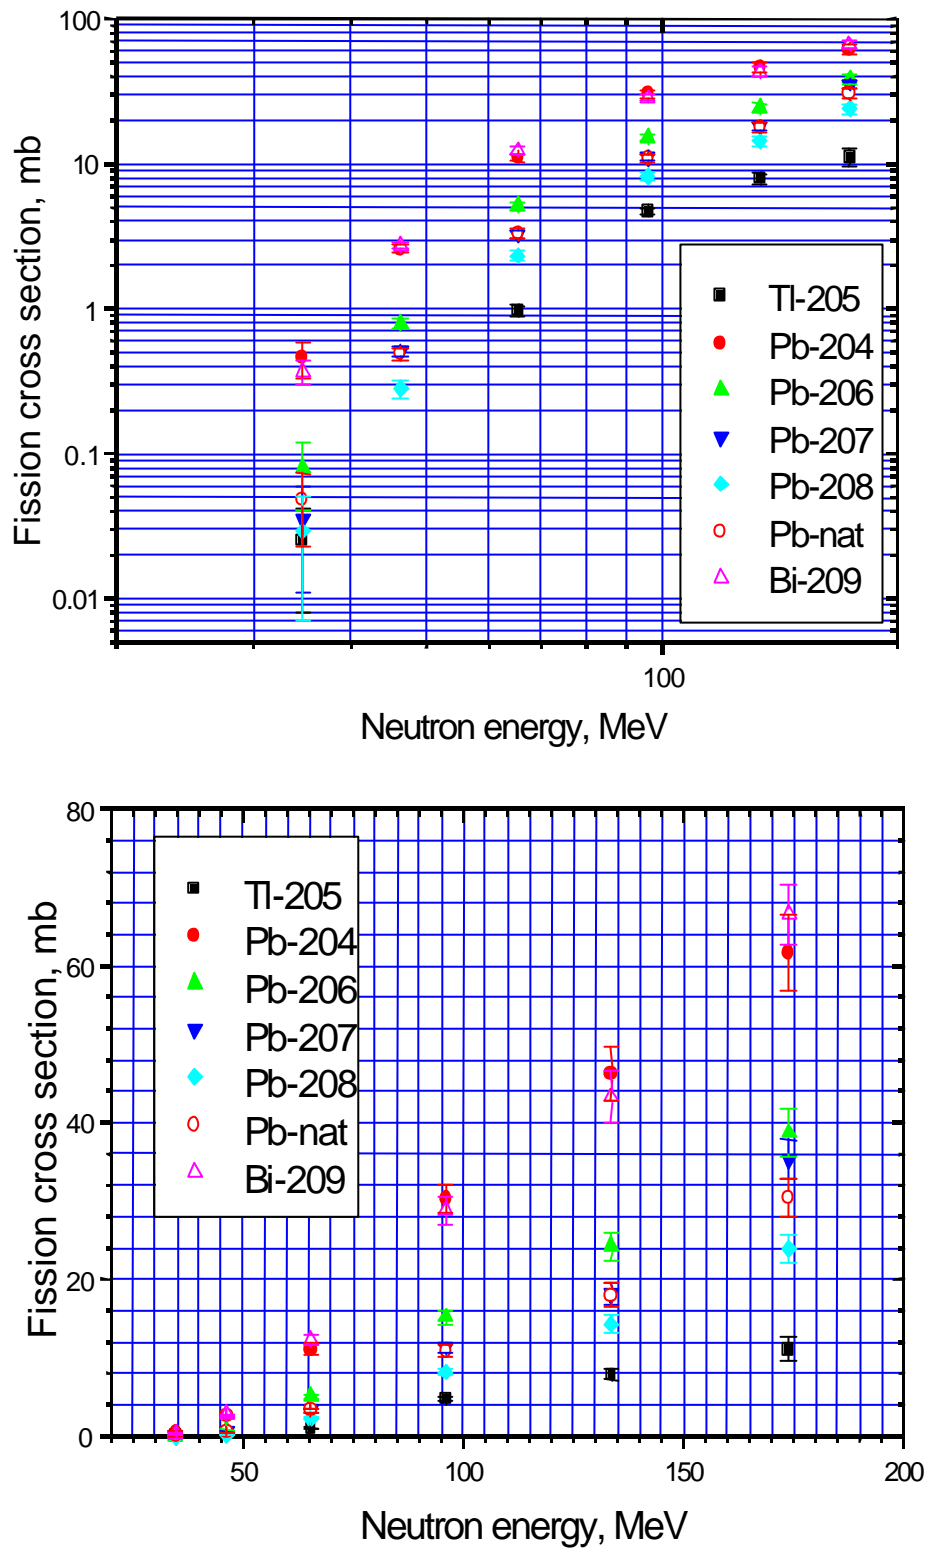 100
10
1
0.1
0.01
Fission cross section, mb
Tl-205
Pb-204
Pb-206
Pb-207
Pb-208
Pb-nat
Bi-209
100
Neutron energy, MeV
80
60
40
20
0
Fission cross section, mb
Tl-205
Pb-204
Pb-206
Pb-207
Pb-208
Pb-nat
Bi-209
50 100 150 200
Neutron energy, MeV